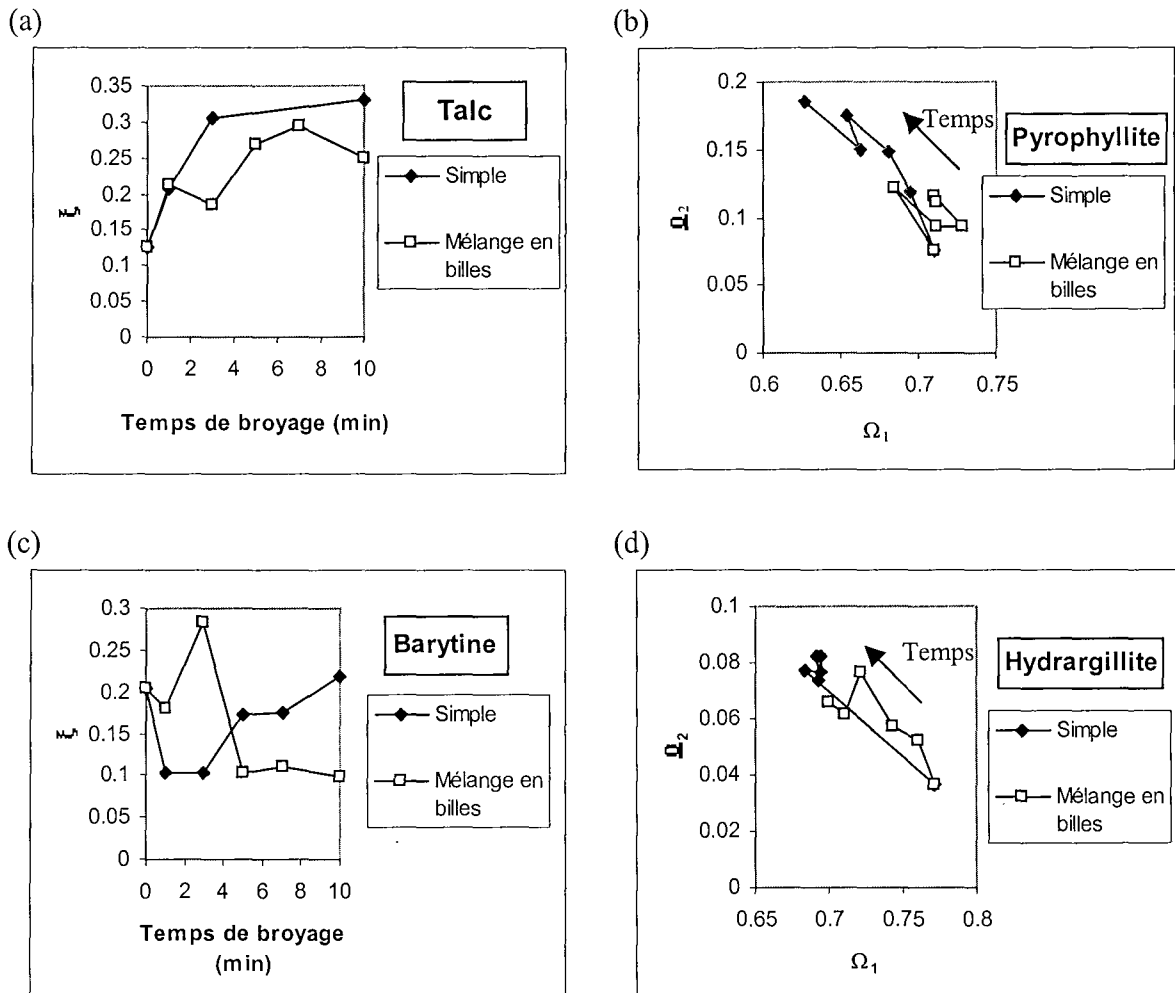 (a)
0.35
0.3
0.25
0.2
0.15
0.1
0.05
0
ξ
0 2 4 6 8 10
Temps de broyage (min)
Talc
Simple
Mélange en
billes
(b)
0.2
0.15
0.1
0.05
0
Ω2
0.6 0.65 0.7 0.75
Ω1
Temps
Pyrophyllite
Simple
Mélange en
billes
(c)
0.3
0.25
0.2
0.15
0.1
0.05
0
ξ
0 2 4 6 8 10
Temps de broyage
(min)
Barytine
Simple
Mélange en
billes
(d)
0.1
0.08
0.06
0.04
0.02
0
Ω2
0.65 0.7 0.75 0.8
Ω1
Temps
Hydrargillite
Simple
Mélange en
billes